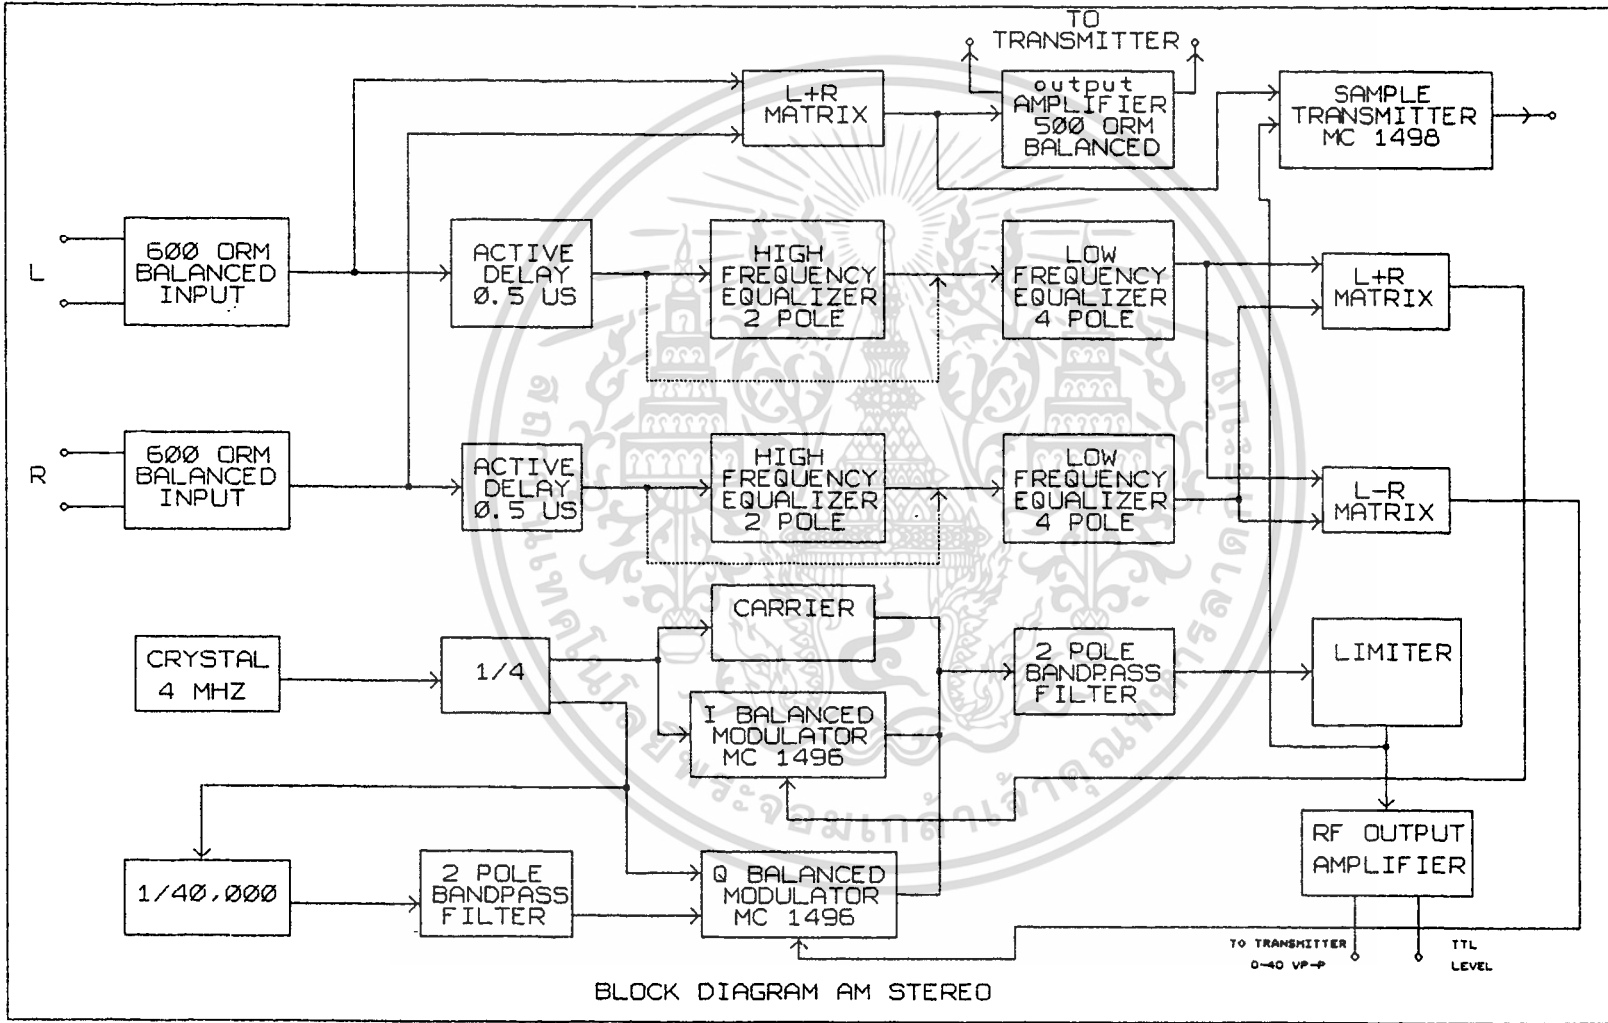 TO
TRANSMITTER
L+R
MATRIX
output
AMPLIFIER
500 ORM
BALANCED
SAMPLE
TRANSMITTER
MC 1498
L
600 ORM
BALANCED
INPUT
ACTIVE
DELAY
0.5 US
HIGH
FREQUENCY
EQUALIZER
2 POLE
LOW
FREQUENCY
EQUALIZER
4 POLE
L+R
MATRIX
R
600 ORM
BALANCED
INPUT
ACTIVE
DELAY
0.5 US
HIGH
FREQUENCY
EQUALIZER
2 POLE
LOW
FREQUENCY
EQUALIZER
4 POLE
L-R
MATRIX
CRYSTAL
4 MHZ
1/4
CARRIER
I BALANCED
MODULATOR
MC 1496
2 POLE
BANDPASS
FILTER
LIMITER
1/40,000
2 POLE
BANDPASS
FILTER
Q BALANCED
MODULATOR
MC 1496
RF OUTPUT
AMPLIFIER
TO TRANSMITTER
0-40 VP-P
TTL
LEVEL
BLOCK DIAGRAM AM STEREO